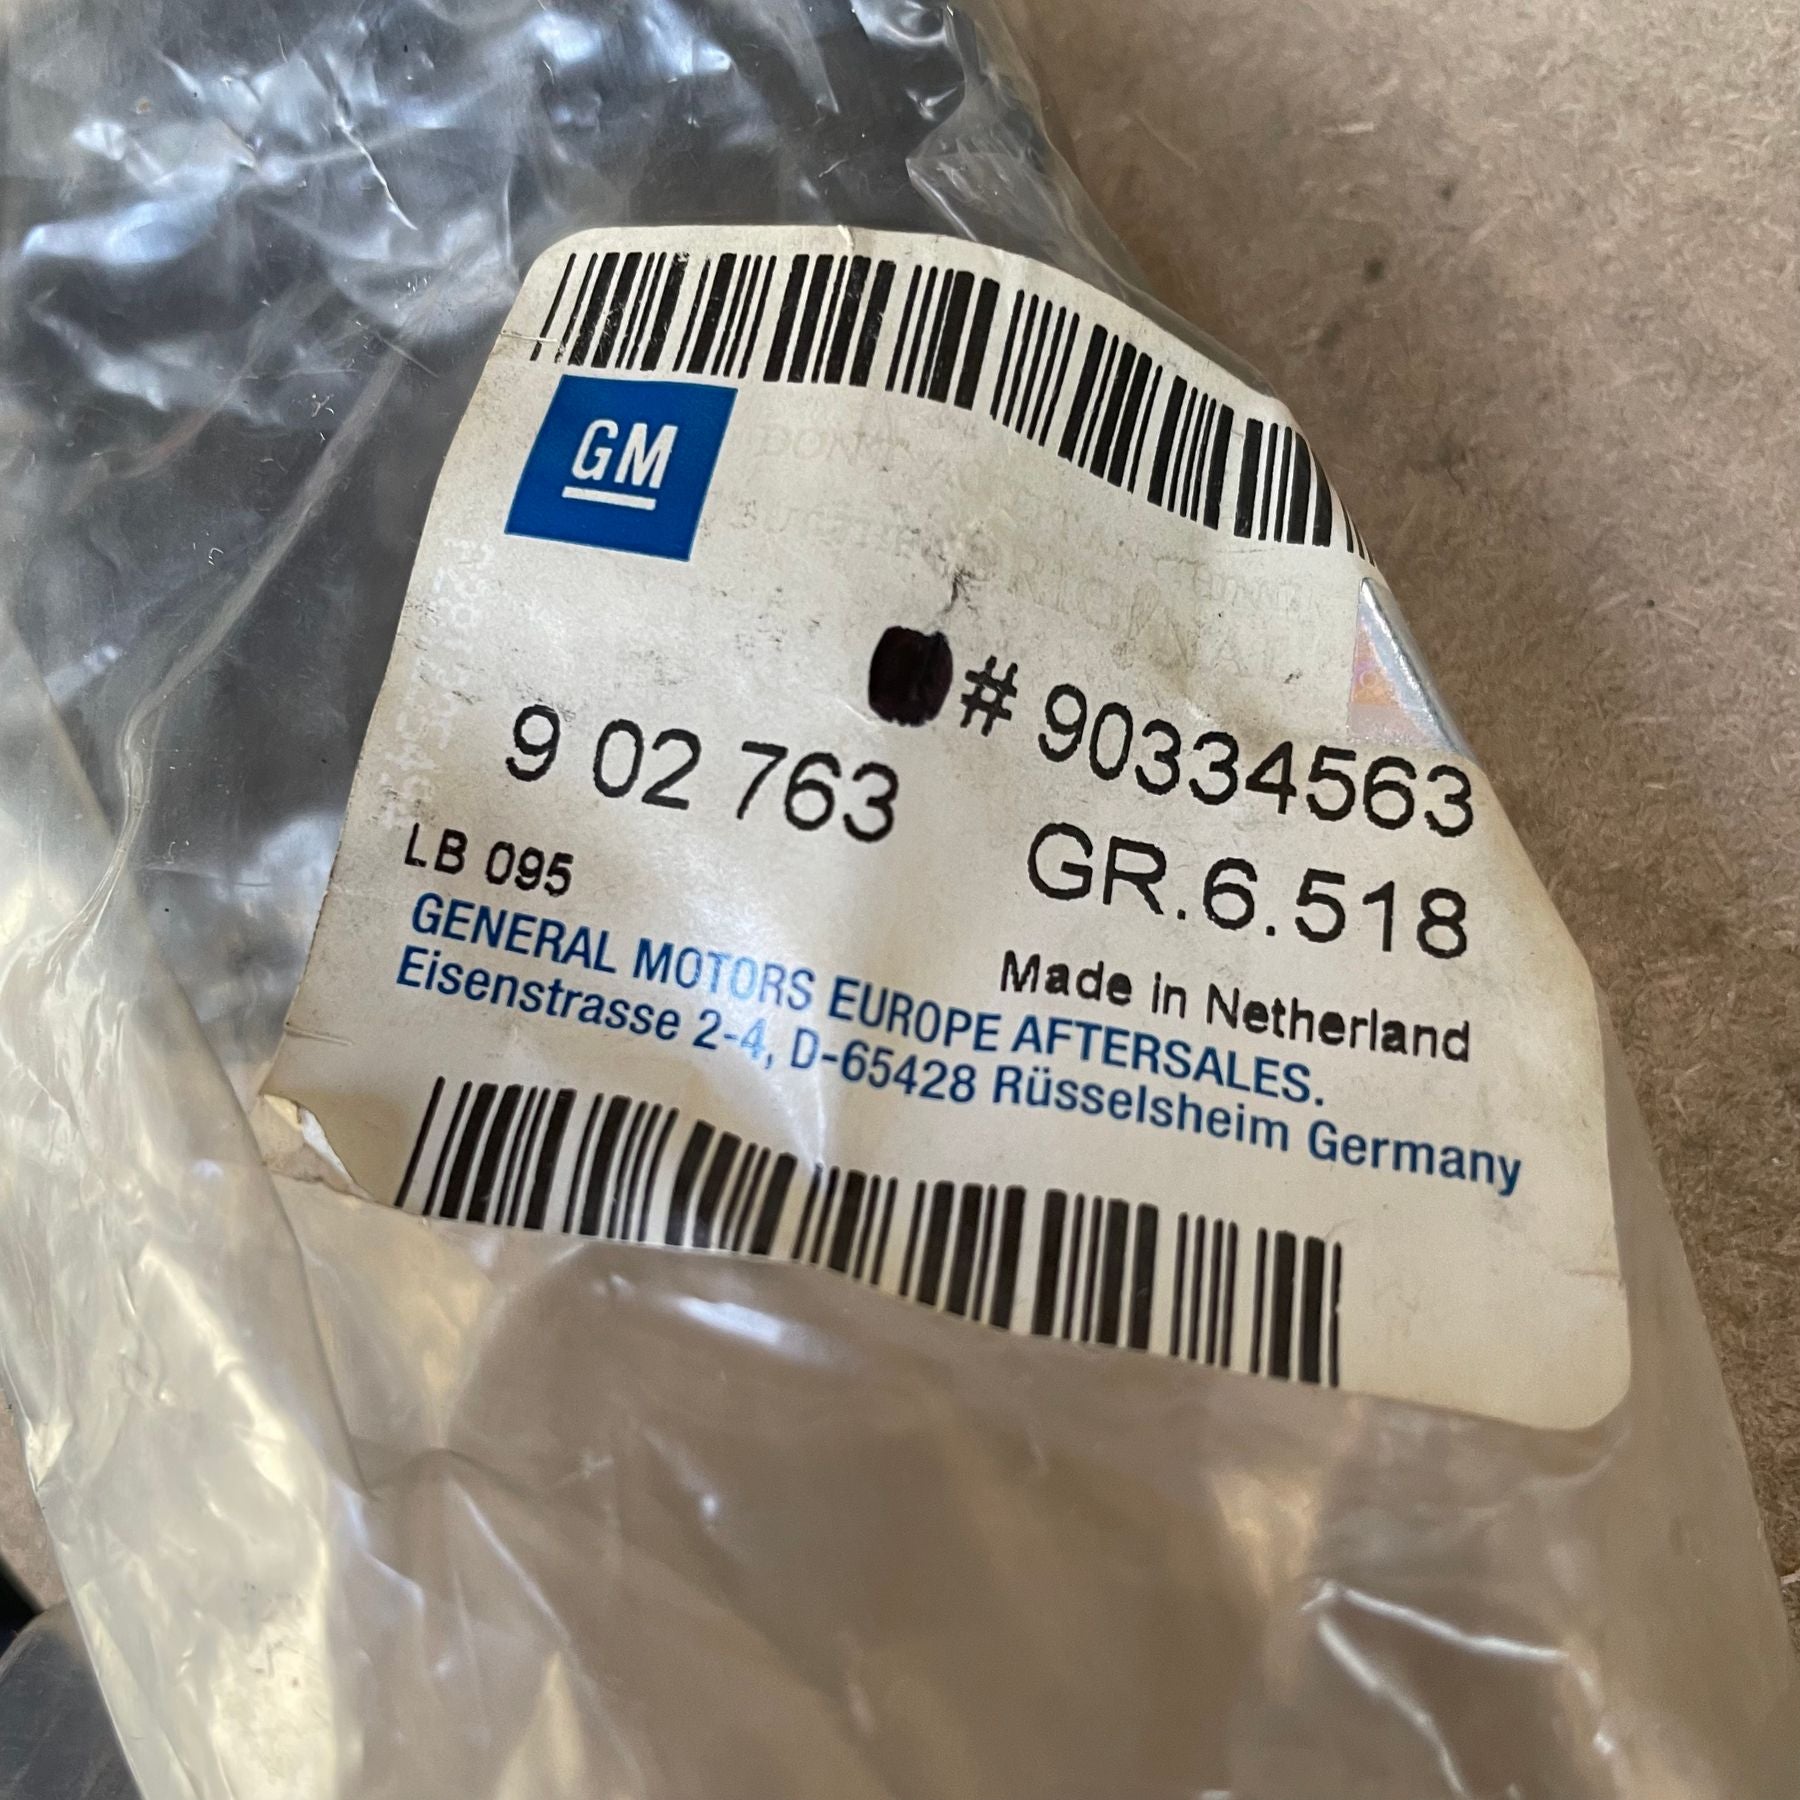 GM
# 90334563
9 02 763
GR.6.518
LB 095
Made in Netherland
GENERAL MOTORS EUROPE AFTERSALES.
Eisenstrasse 2-4, D-65428 Rüsselsheim Germany